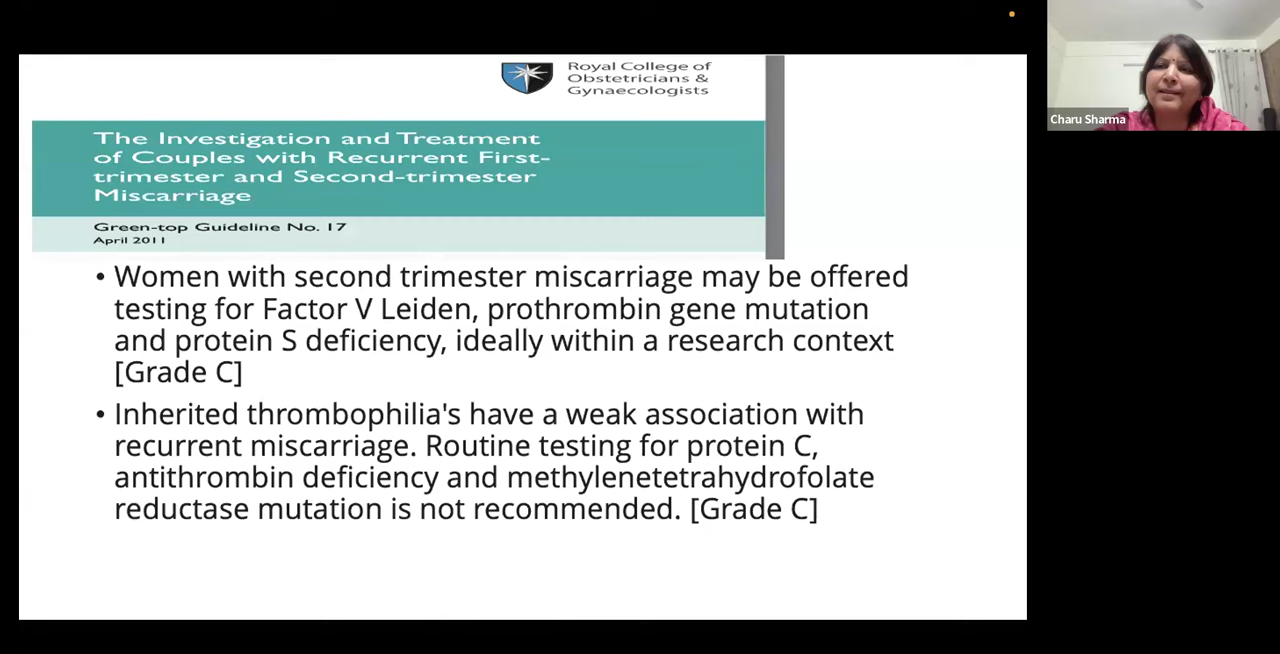 Royal College of
Obstetricians &
Gynaecologists
The Investigation and Treatment
of Couples with Recurrent First-
trimester and Second-trimester
Miscarriage
Green-top Guideline No. 17
April 2011
• Women with second trimester miscarriage may be offered
testing for Factor V Leiden, prothrombin gene mutation
and protein S deficiency, ideally within a research context
[Grade C]
• Inherited thrombophilia's have a weak association with
recurrent miscarriage. Routine testing for protein C,
antithrombin deficiency and methylenetetrahydrofolate
reductase mutation is not recommended. [Grade C]
Charu Sharma